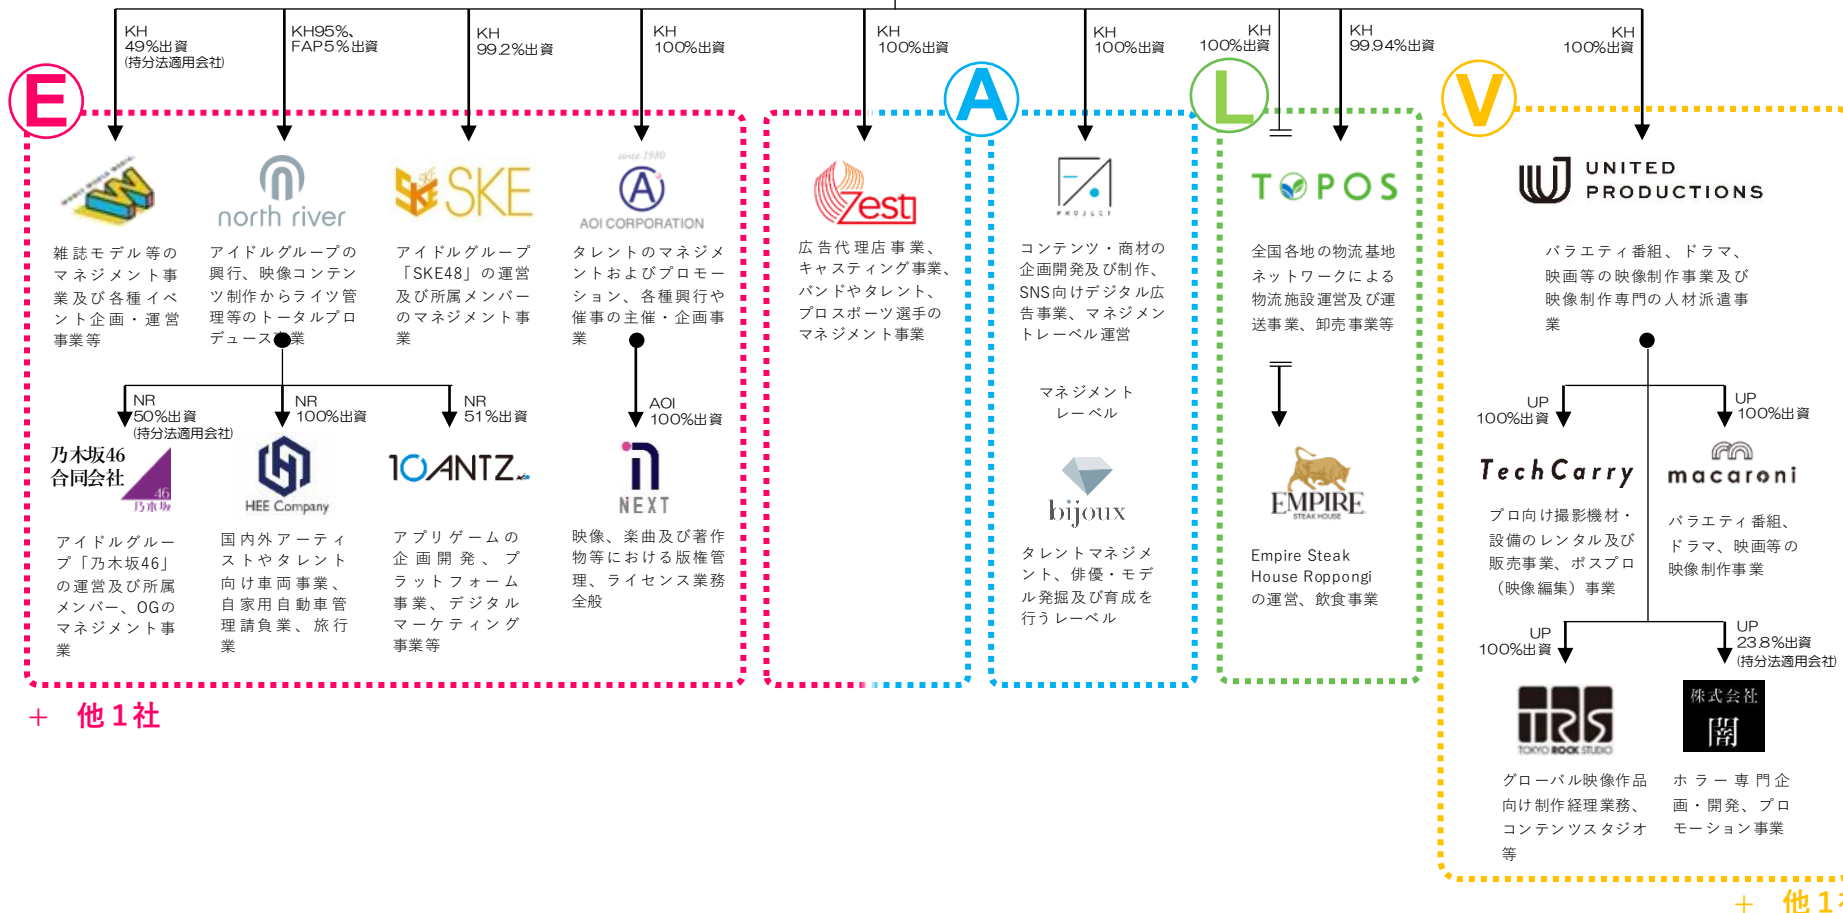 KH
49%出資
(持分法適用会社)
KH95%、
FAP5%出資
KH
99.2%出資
KH
100%出資
KH
100%出資
KH
100%出資
KH
100%出資
KH
99.94%出資
KH
100%出資
E
A
L
V
north river
SKE
SKE
since 1980
A
AOI CORPORATION
Zest
PROJECT
TOPOS
UNITED
PRODUCTIONS
雑誌モデル等の
マネジメント事
業及び各種イベ
ント企画・運営
事業等
アイドルグループの
興行、映像コンテン
ツ制作からライツ管
理等のトータルプロ
デュース事業
アイドルグループ
「SKE48」の運営
及び所属メンバー
のマネジメント事
業
タレントのマネジメ
ントおよびプロモー
ション、各種興行や
催事の主催・企画事
業
広告代理店事業、
キャスティング事業、
バンドやタレント、
プロスポーツ選手の
マネジメント事業
コンテンツ・商材の
企画開発及び制作、
SNS向けデジタル広
告事業、マネジメン
トレーベル運営
全国各地の物流基地
ネットワークによる
物流施設運営及び運
送事業、卸売事業等
バラエティ番組、ドラマ、
映画等の映像制作事業及び
映像制作専門の人材派遣事
業
NR
50%出資
(持分法適用会社)
NR
100%出資
NR
51%出資
AOI
100%出資
マネジメント
レーベル
UP
100%出資
UP
100%出資
乃木坂46
合同会社
46
乃木坂
HEE Company
10ANTZ
NEXT
bijoux
EMPIRE
STEAK HOUSE
TechCarry
macaroni
アイドルグルー
プ「乃木坂46」
の運営及び所属
メンバー、OGの
マネジメント事
業
国内外アーティ
ストやタレント
向け車両事業、
自家用自動車管
理請負業、旅行
業
アプリゲームの
企画開発、プ
ラットフォーム
事業、デジタル
マーケティング
事業等
映像、楽曲及び著作
物等における版権管
理、ライセンス業務
全般
タレントマネジメ
ント、俳優・モデ
ル発掘及び育成を
行うレーベル
Empire Steak
House Roppongi
の運営、飲食事業
プロ向け撮影機材・
設備のレンタル及び
販売事業、ポスプロ
（映像編集）事業
バラエティ番組、
ドラマ、映画等の
映像制作事業
UP
100%出資
UP
23.8%出資
(持分法適用会社)
TRS
TOKYO ROCK STUDIO
株式会社
闇
グローバル映像作品
向け制作経理業務、
コンテンツスタジオ
等
ホラー専門企
画・開発、プロ
モーション事業
＋ 他1社
＋ 他1